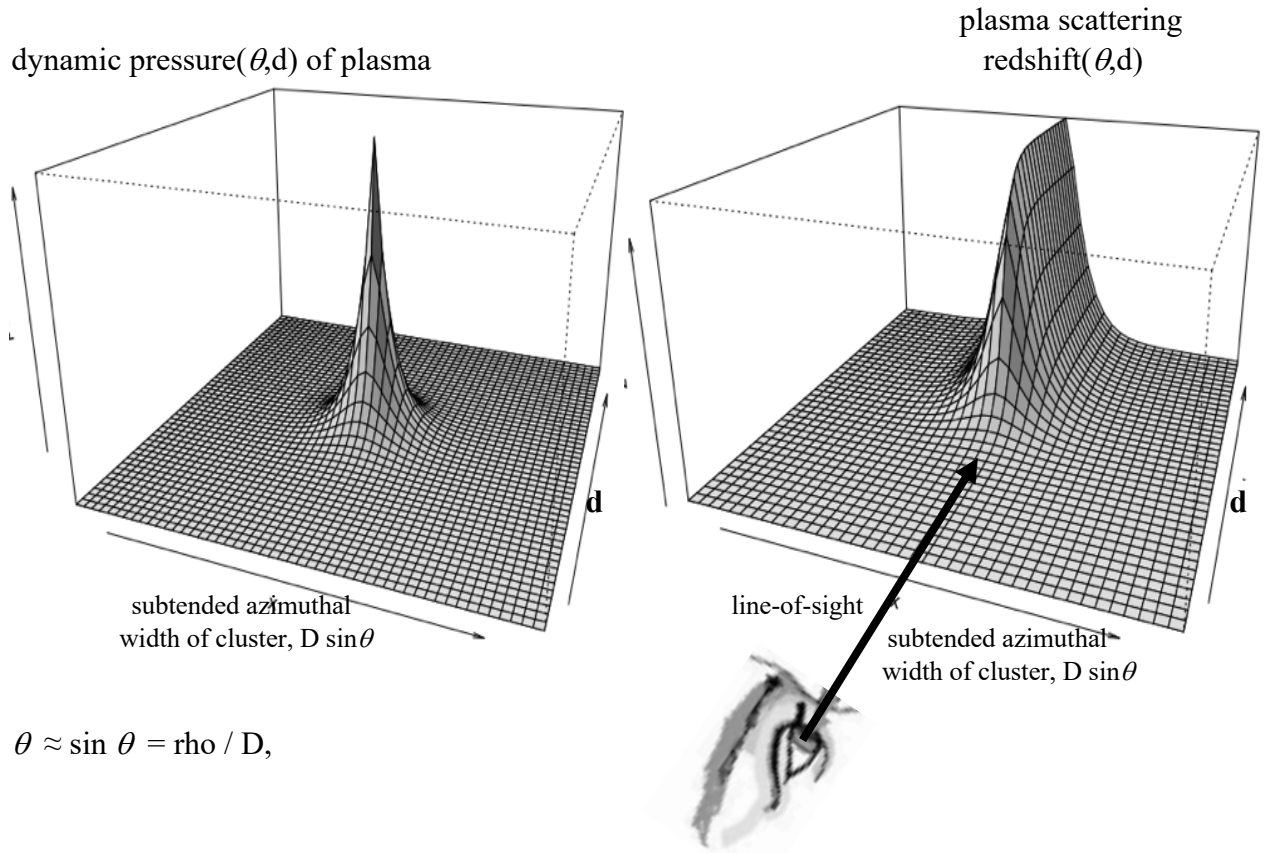 dynamic pressure(θ,d) of plasma
plasma scattering
redshift(θ,d)
d
subtended azimuthal
width of cluster, D sinθ
d
line-of-sight
x
subtended azimuthal
width of cluster, D sinθ
θ ≈ sin θ = rho / D,